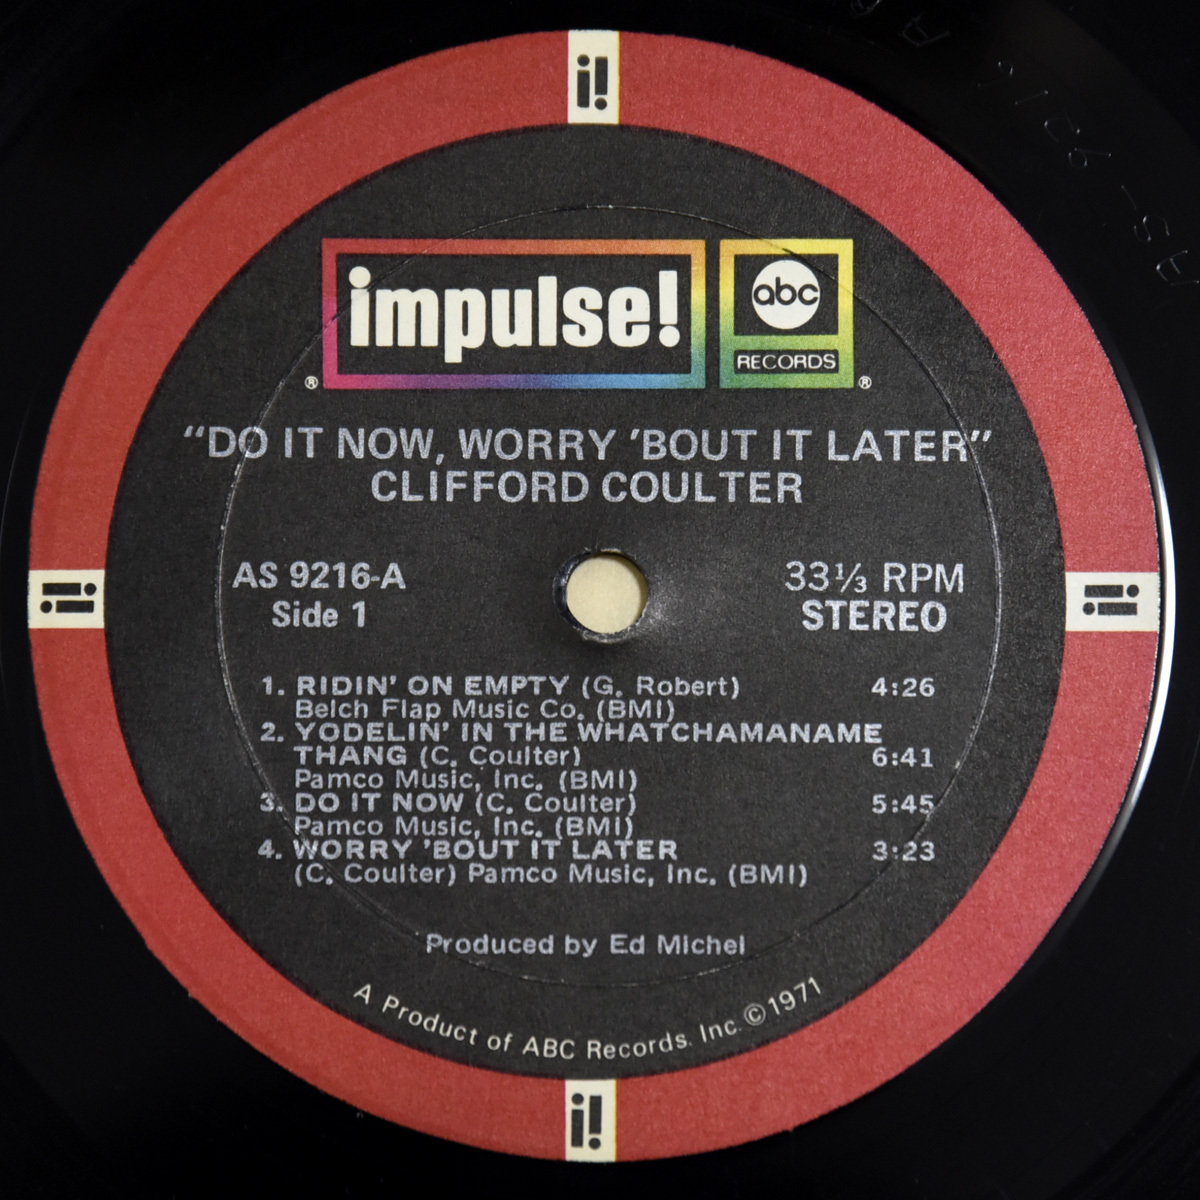 i!
impulse!
abc
RECORDS
® ®
"DO IT NOW, WORRY 'BOUT IT LATER"
CLIFFORD COULTER
AS 9216-A
Side 1
33⅓ RPM
STEREO
1. RIDIN' ON EMPTY (G. Robert) 4:26
Belch Flap Music Co. (BMI)
2. YODELIN' IN THE WHATCHAMANAME
THANG (C. Coulter) 6:41
Pamco Music, Inc. (BMI)
3. DO IT NOW (C. Coulter) 5:45
Pamco Music, Inc. (BMI)
4. WORRY 'BOUT IT LATER 3:23
(C. Coulter) Pamco Music, Inc. (BMI)
Produced by Ed Michel
A Product of ABC Records. Inc. © 1971
i!
i!
i!
AS-9216